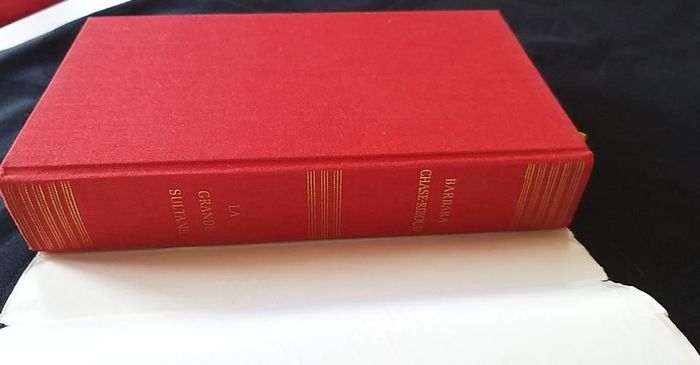 BARBARA
CHASE-RIBOUD
LA
GRANDE
SULTANE